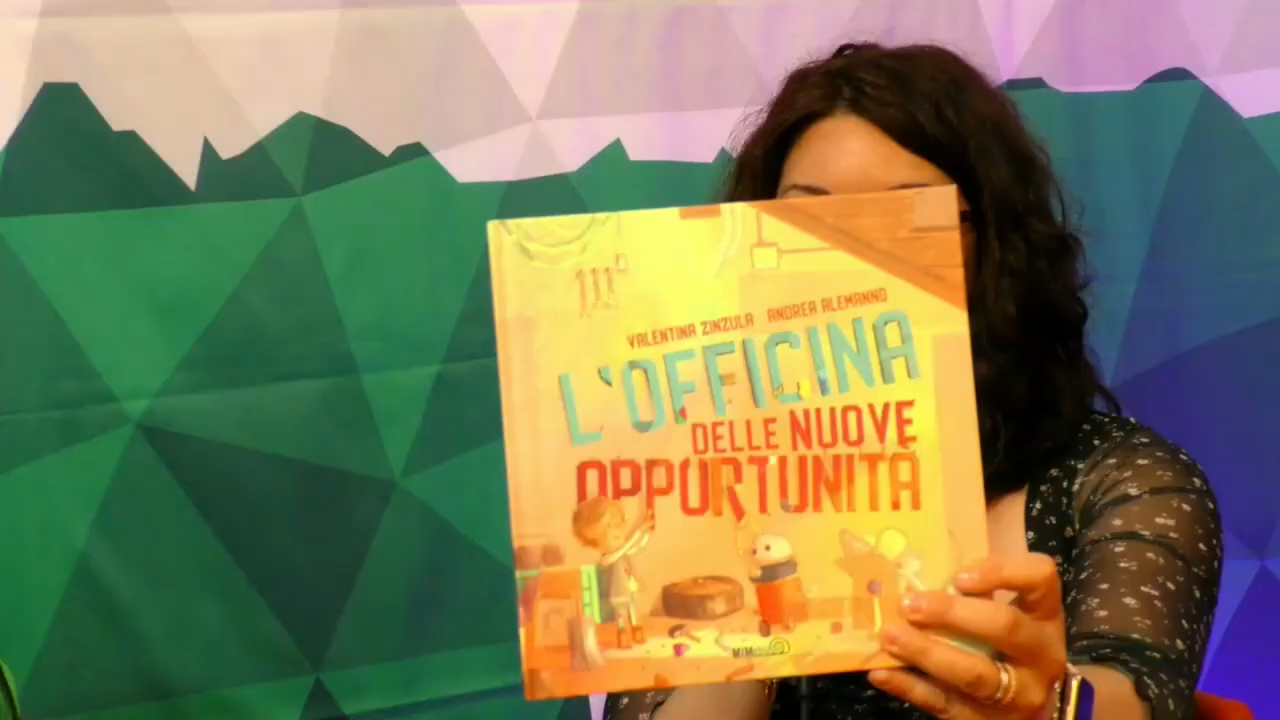 VALENTINA ZINZULA ANDREA ALEMANNO
L'OFFICINA
DELLE NUOVE
OPPORTUNITÀ